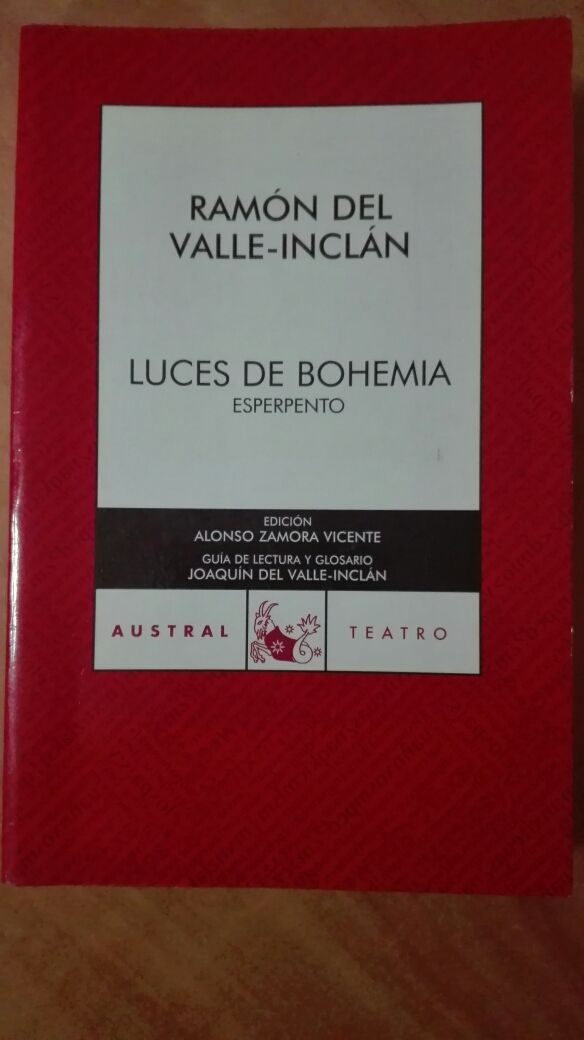 RAMÓN DEL
VALLE-INCLÁN
LUCES DE BOHEMIA
ESPERPENTO
EDICIÓN
ALONSO ZAMORA VICENTE
GUÍA DE LECTURA Y GLOSARIO
JOAQUÍN DEL VALLE-INCLÁN
AUSTRAL
TEATRO